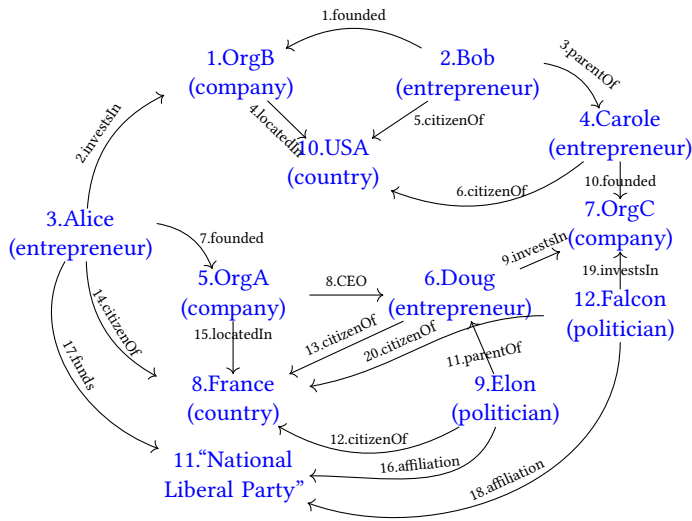 1.founded
1.OrgB
(company)
2.Bob
(entrepreneur)
3.parentOf
2.investsIn
4.locatedIn
5.citizenOf
4.Carole
(entrepreneur)
10.USA
(country)
6.citizenOf
10.founded
7.OrgC
(company)
3.Alice
(entrepreneur)
7.founded
9.investsIn
19.investsIn
5.OrgA
(company)
8.CEO
6.Doug
(entrepreneur)
12.Falcon
(politician)
14.citizenOf
15.locatedIn
13.citizenOf
20.citizenOf
11.parentOf
17.funds
8.France
(country)
9.Elon
(politician)
12.citizenOf
11.“National
Liberal Party”
16.affiliation
18.affiliation